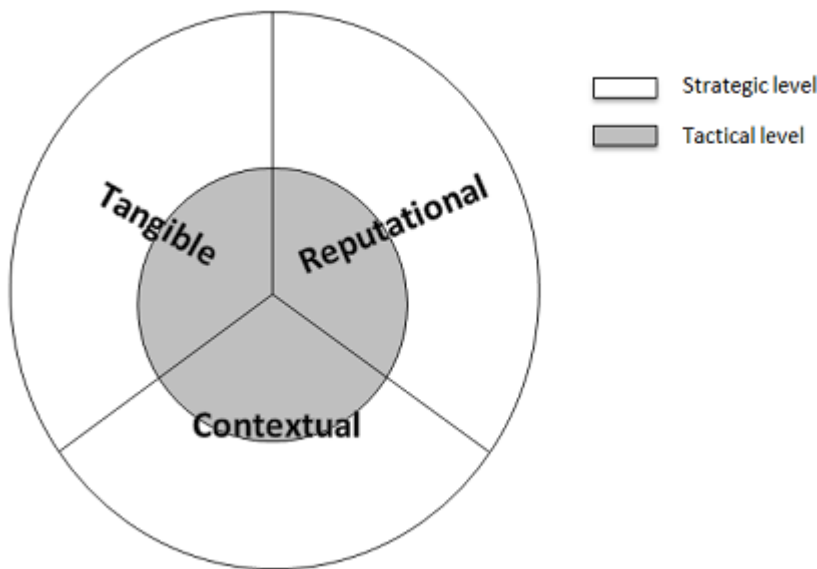 Strategic level
Tactical level
Tangible
Reputational
Contextual